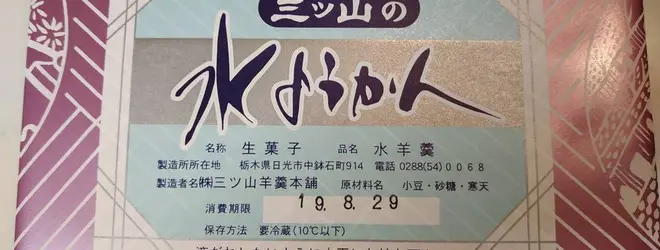 三ツ山の
水ようかん
名称 生菓子 品名 水羊羹
製造所所在地 栃木県日光市中鉢石町914 電話0288(54)0068
製造者名㈱三ツ山羊羹本舗 原材料名 小豆・砂糖・寒天
消費期限 19.8.29
保存方法 要冷蔵(10℃以下)